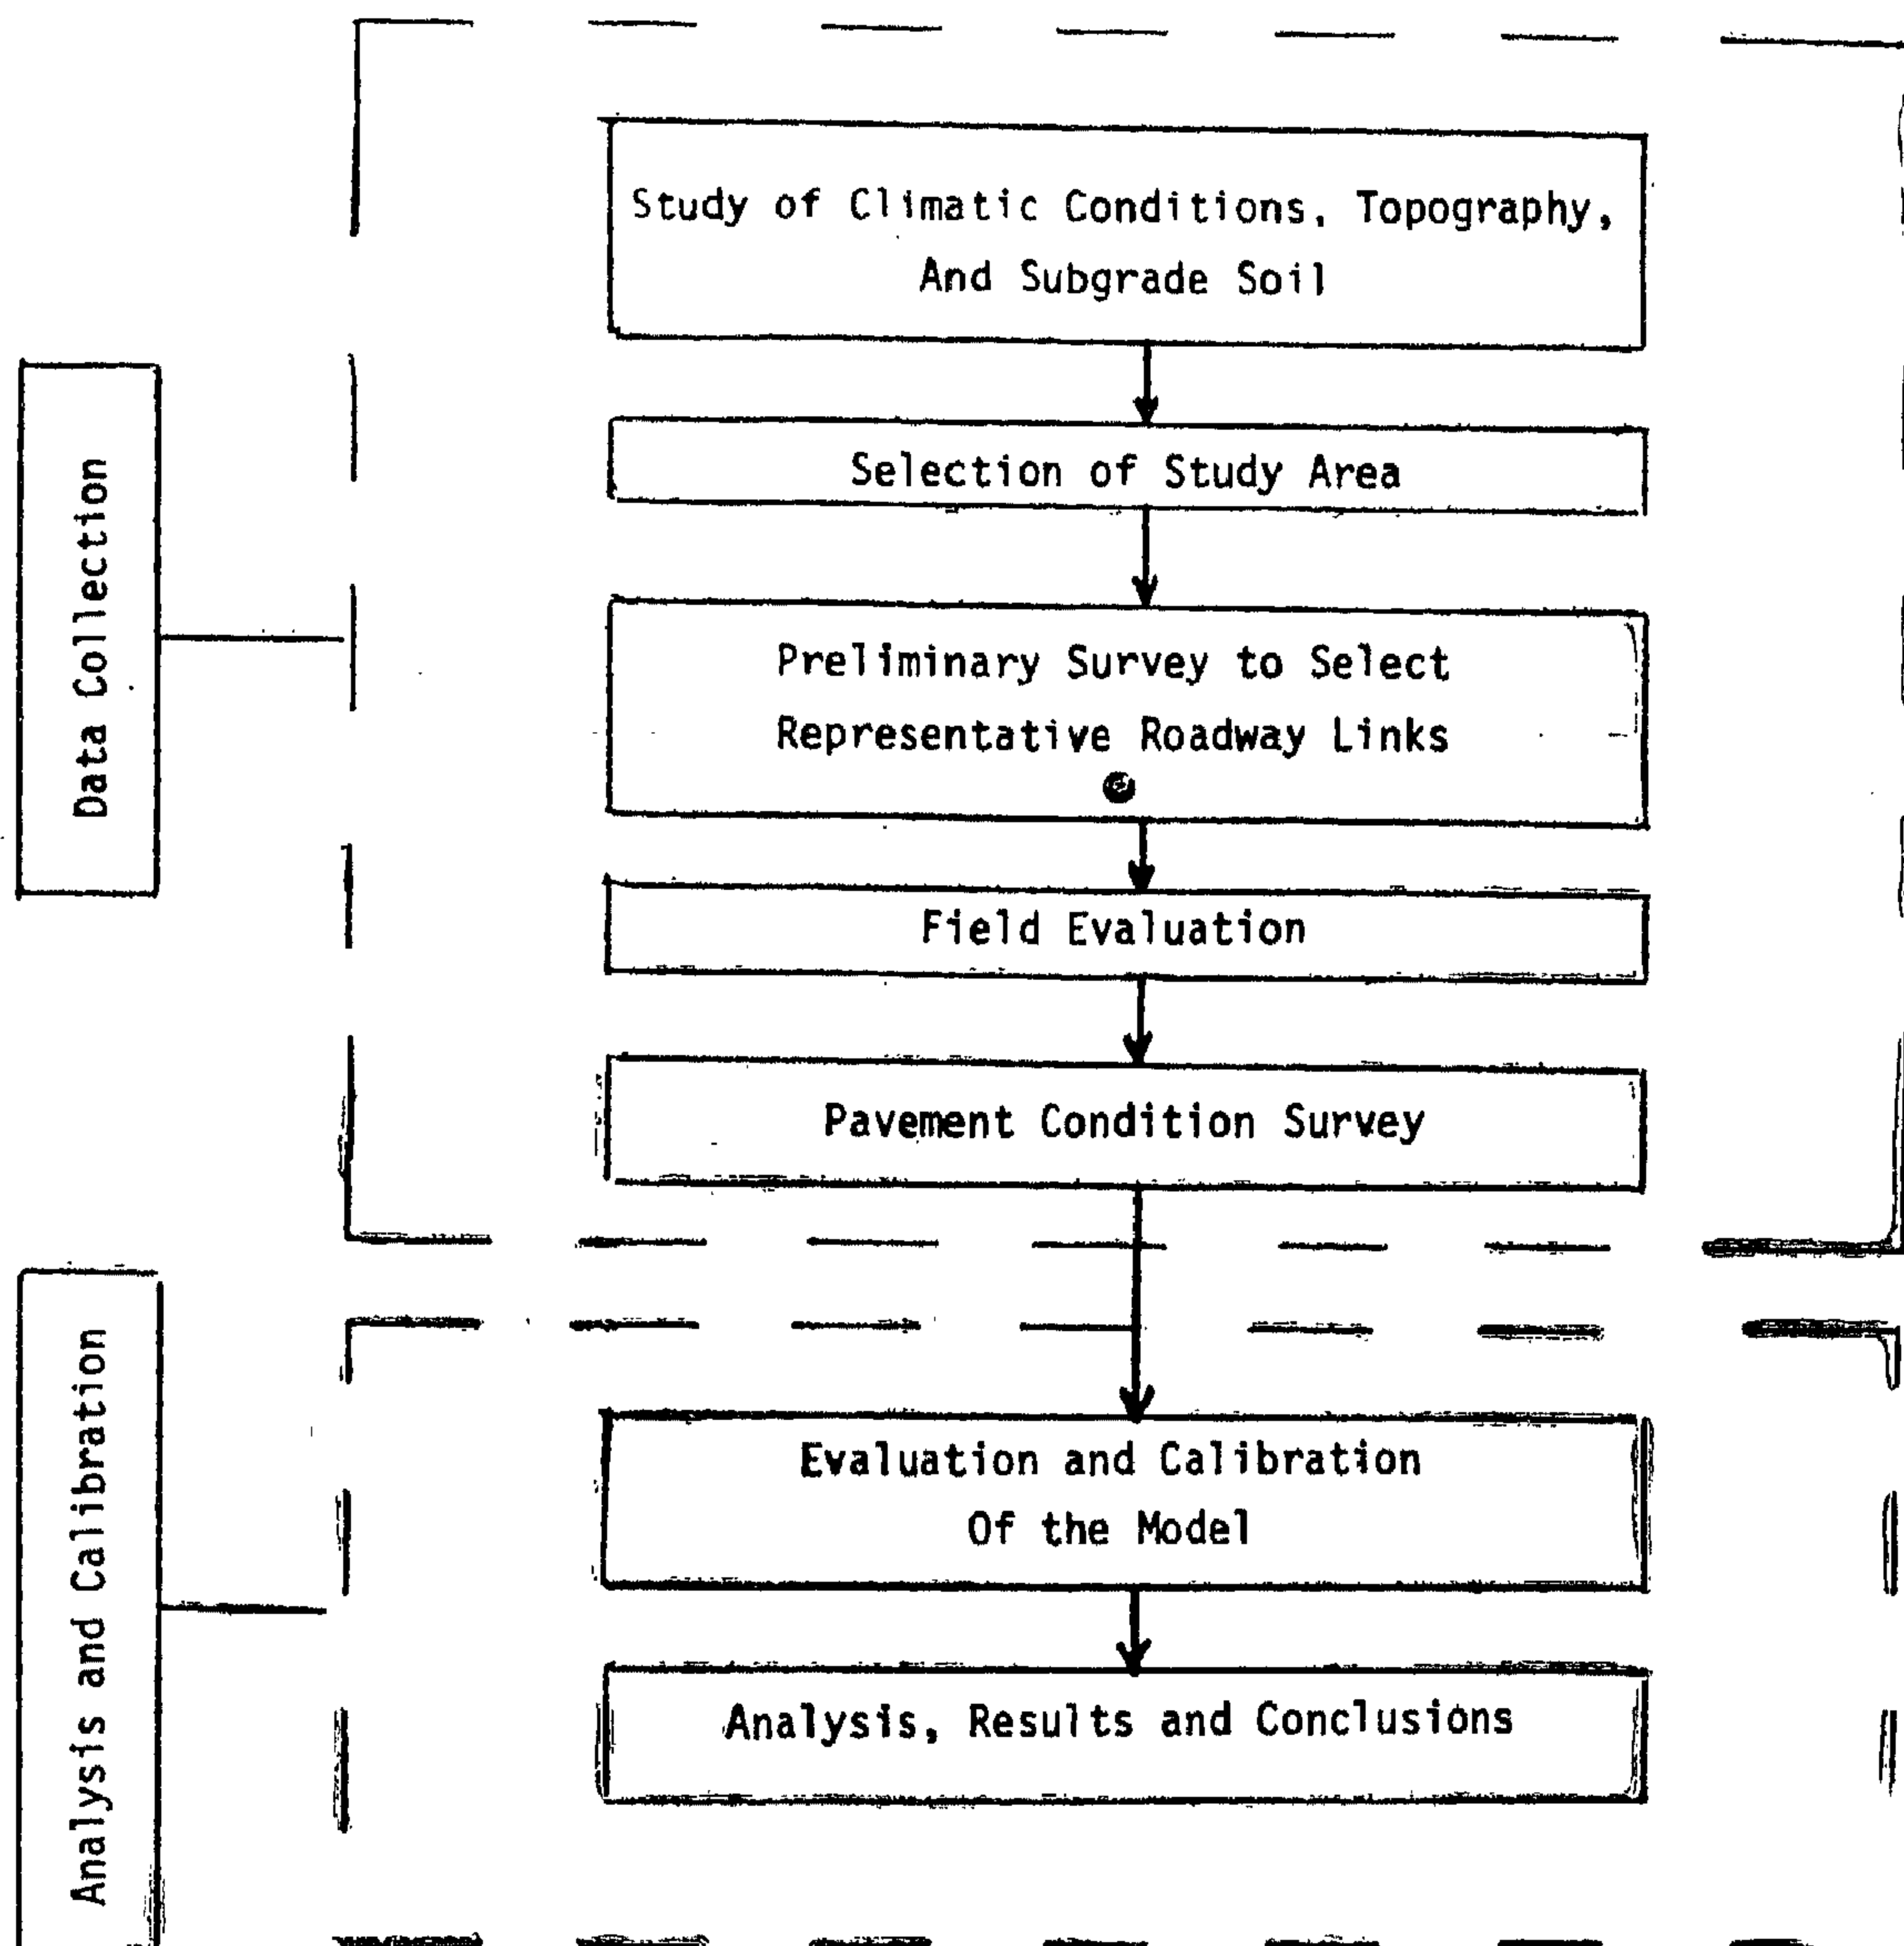 Study of Climatic Conditions, Topography,
And Subgrade Soil
Selection of Study Area
Preliminary Survey to Select
Representative Roadway Links
Field Evaluation
Pavement Condition Survey
Data Collection
Evaluation and Calibration
Of the Model
Analysis, Results and Conclusions
Analysis and Calibration